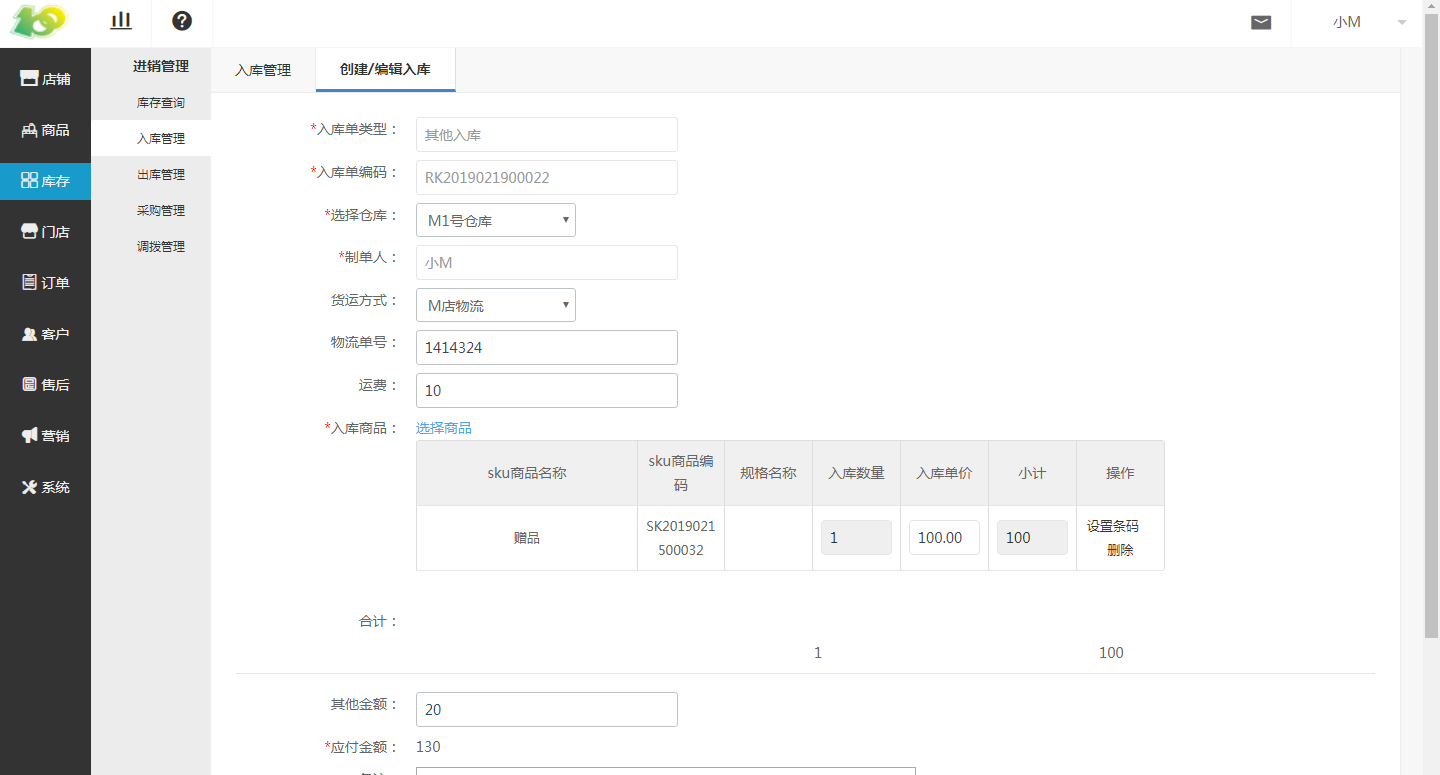 小M
店铺
商品
库存
门店
订单
客户
售后
营销
系统
进销管理
库存查询
入库管理
出库管理
采购管理
调拨管理
入库管理
创建/编辑入库
*入库单类型：
其他入库
*入库单编码：
RK2019021900022
*选择仓库：
M1号仓库
*制单人：
小M
货运方式：
M店物流
物流单号：
1414324
运费：
10
*入库商品：
选择商品
sku商品名称
sku商品编
码
规格名称
入库数量
入库单价
小计
操作
赠品
SK2019021
500032
1
100.00
100
设置条码
删除
合计：
1
100
其他金额：
20
*应付金额：
130